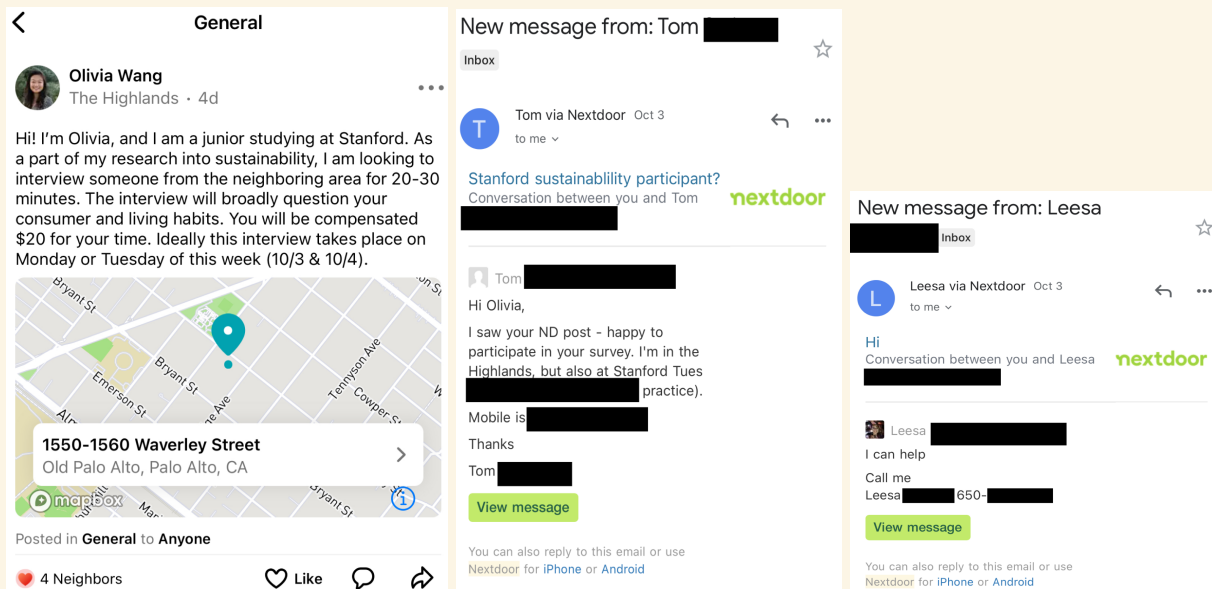 General
Olivia Wang
The Highlands • 4d
Hi! I'm Olivia, and I am a junior studying at Stanford. As
a part of my research into sustainability, I am looking to
interview someone from the neighboring area for 20-30
minutes. The interview will broadly question your
consumer and living habits. You will be compensated
$20 for your time. Ideally this interview takes place on
Monday or Tuesday of this week (10/3 & 10/4).
Bryant St
Bryant St
Emerson St
Tennyson Ave
Cowper St
1550-1560 Waverley Street
Old Palo Alto, Palo Alto, CA
mapbox
Bryant St
Posted in General to Anyone
4 Neighbors
Like
New message from: Tom
Inbox
T
Tom via Nextdoor Oct 3
to me
Stanford sustainablility participant?
Conversation between you and Tom
nextdoor
Tom
Hi Olivia,
I saw your ND post - happy to
participate in your survey. I'm in the
Highlands, but also at Stanford Tues
practice).
Mobile is
Thanks
Tom
View message
You can also reply to this email or use
Nextdoor for iPhone or Android
New message from: Leesa
Inbox
L
Leesa via Nextdoor Oct 3
to me
Hi
Conversation between you and Leesa
nextdoor
Leesa
I can help
Call me
Leesa 650-
View message
You can also reply to this email or use
Nextdoor for iPhone or Android